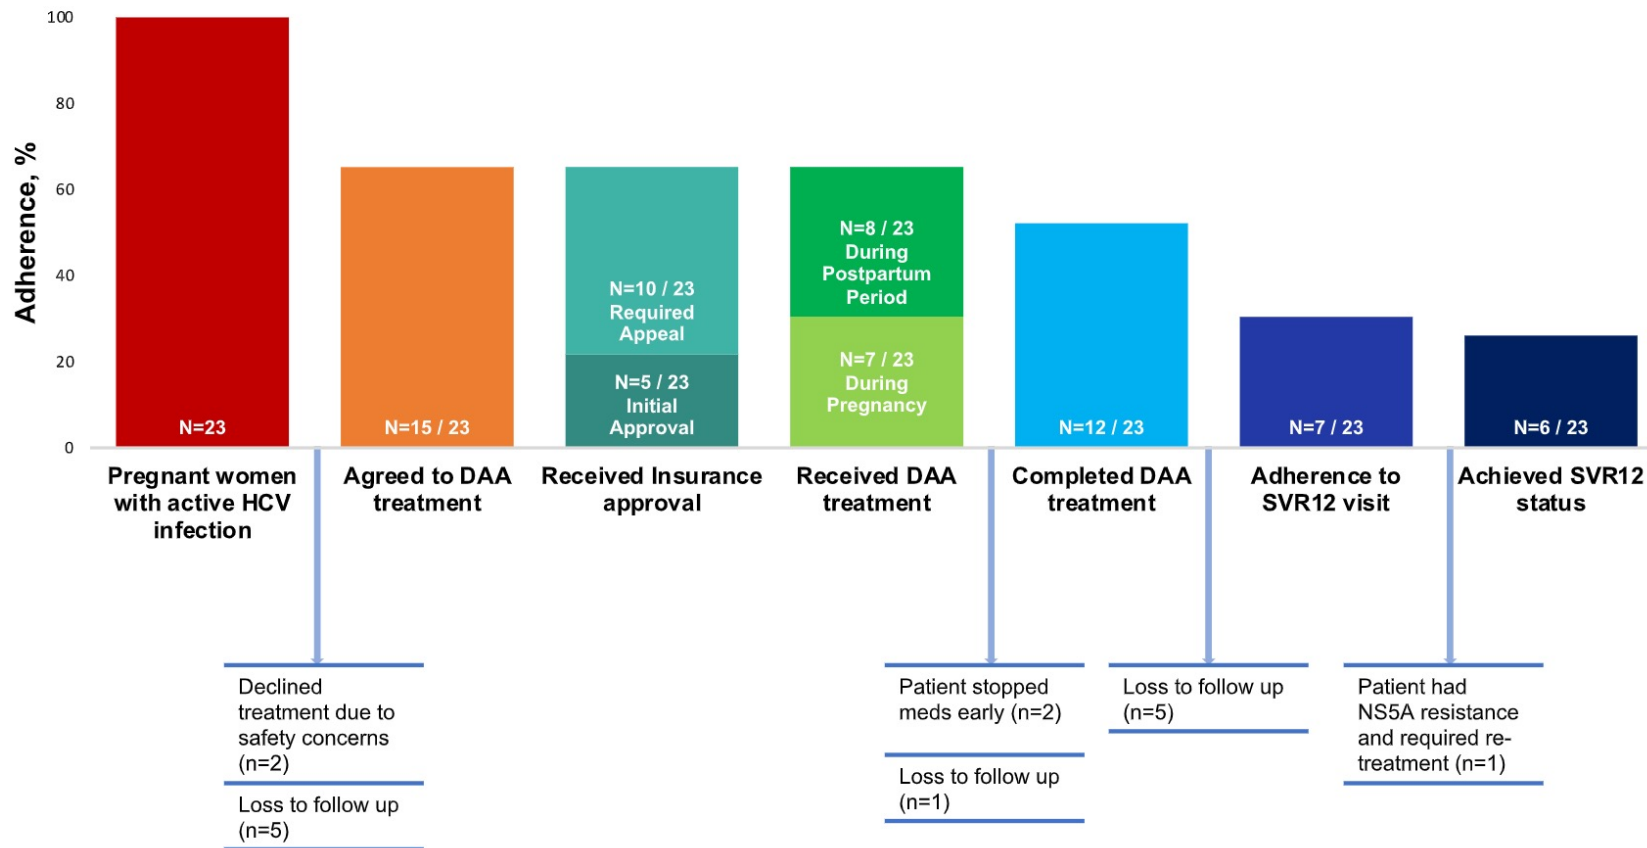 Adherence, %
100
80
60
40
20
0
N=23
N=15 / 23
N=10 / 23
Required
Appeal
N=5 / 23
Initial
Approval
N=8 / 23
During
Postpartum
Period
N=7 / 23
During
Pregnancy
N=12 / 23
N=7 / 23
N=6 / 23
Pregnant women
with active HCV
infection
Agreed to DAA
treatment
Received Insurance
approval
Received DAA
treatment
Completed DAA
treatment
Adherence to
SVR12 visit
Achieved SVR12
status
Declined
treatment due to
safety concerns
(n=2)
Loss to follow up
(n=5)
Patient stopped
meds early (n=2)
Loss to follow up
(n=1)
Loss to follow up
(n=5)
Patient had
NS5A resistance
and required re-
treatment (n=1)